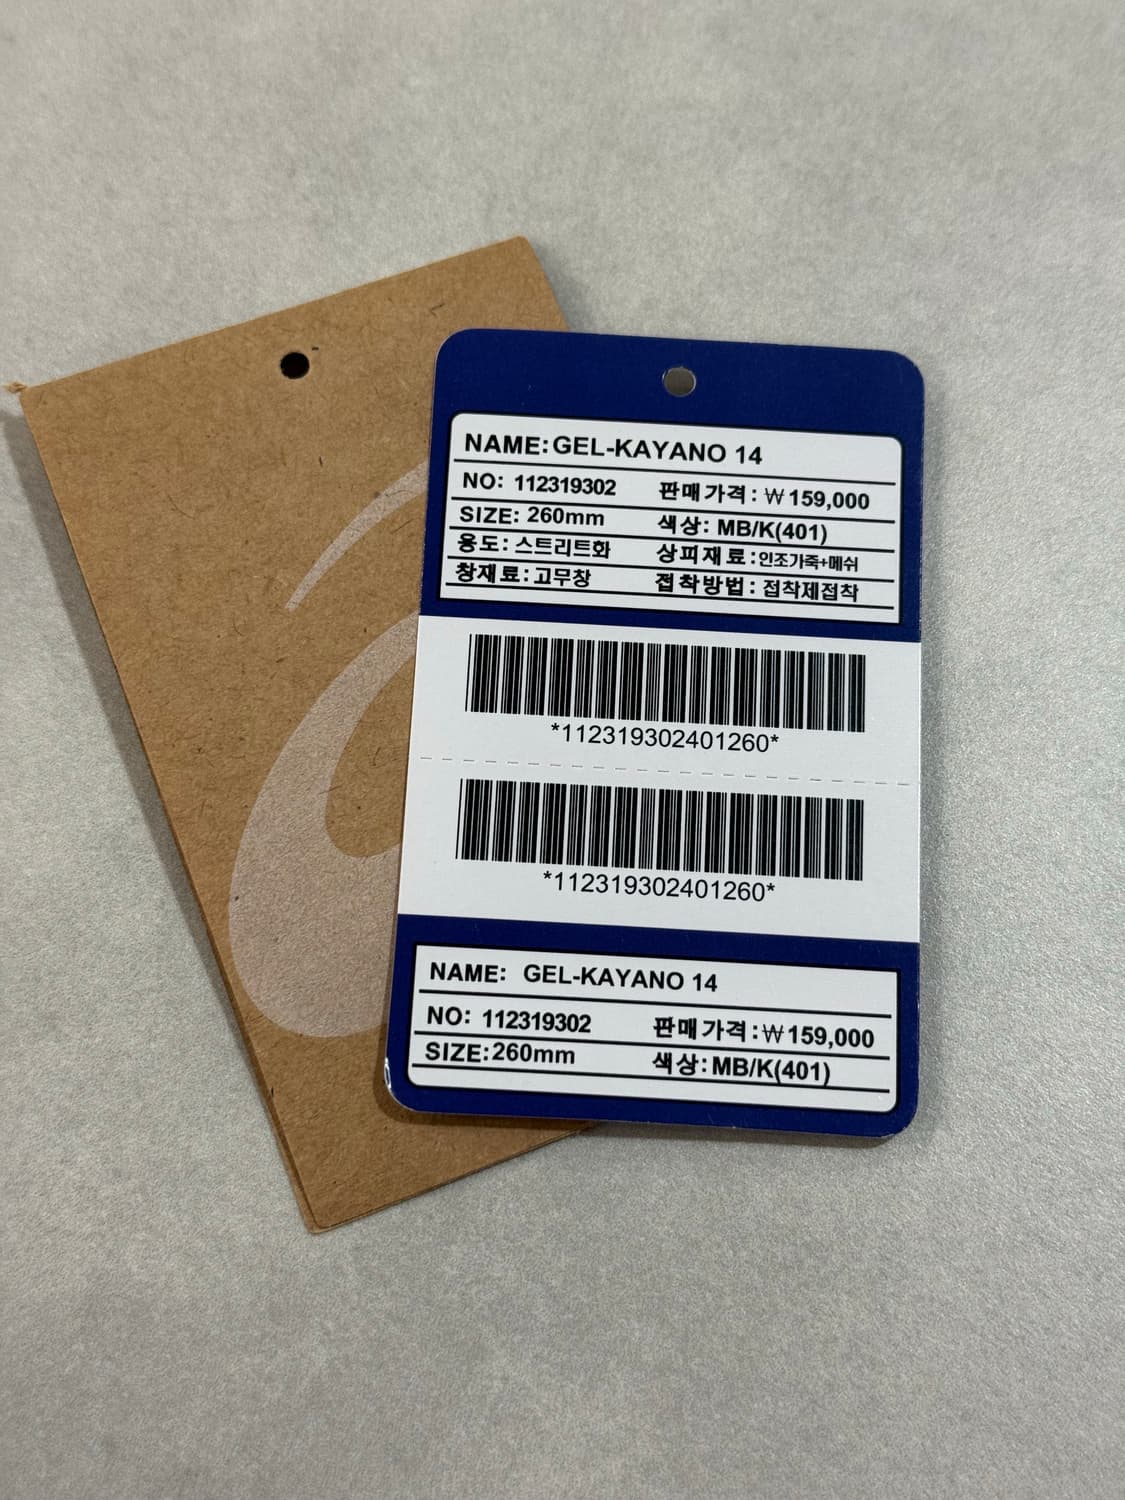 NAME:GEL-KAYANO 14
NO: 112319302 판매가격: ₩159,000
SIZE: 260mm 색상: MB/K(401)
용도: 스트리트화 상피재료:인조가죽+메쉬
창재료:고무창 접착방법: 접착제접착
*112319302401260*
*112319302401260*
NAME: GEL-KAYANO 14
NO: 112319302 판매가격:₩159,000
SIZE:260mm 색상:MB/K(401)